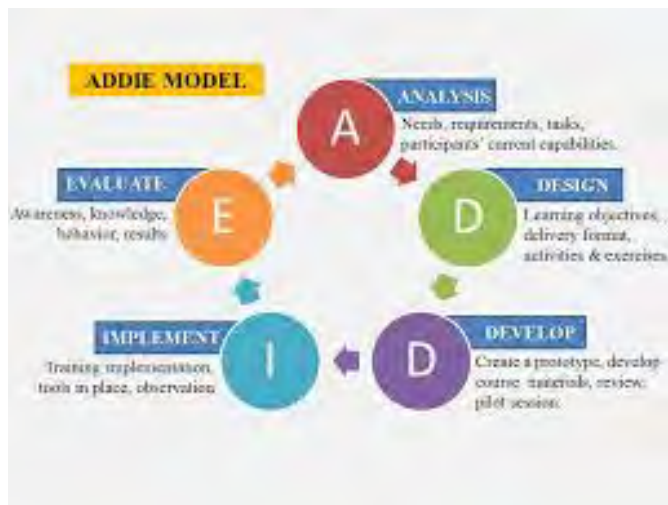 ADDIE MODEL
A
ANALYSIS
Needs, requirements, tasks,
participants' current capabilities.
D
DESIGN
Learning objectives,
delivery format,
activities & exercises
D
DEVELOP
Create a prototype, develop
course materials, review,
pilot session.
I
IMPLEMENT
Training implementation,
tools in place, observation
E
EVALUATE
Awareness, knowledge,
behavior, results